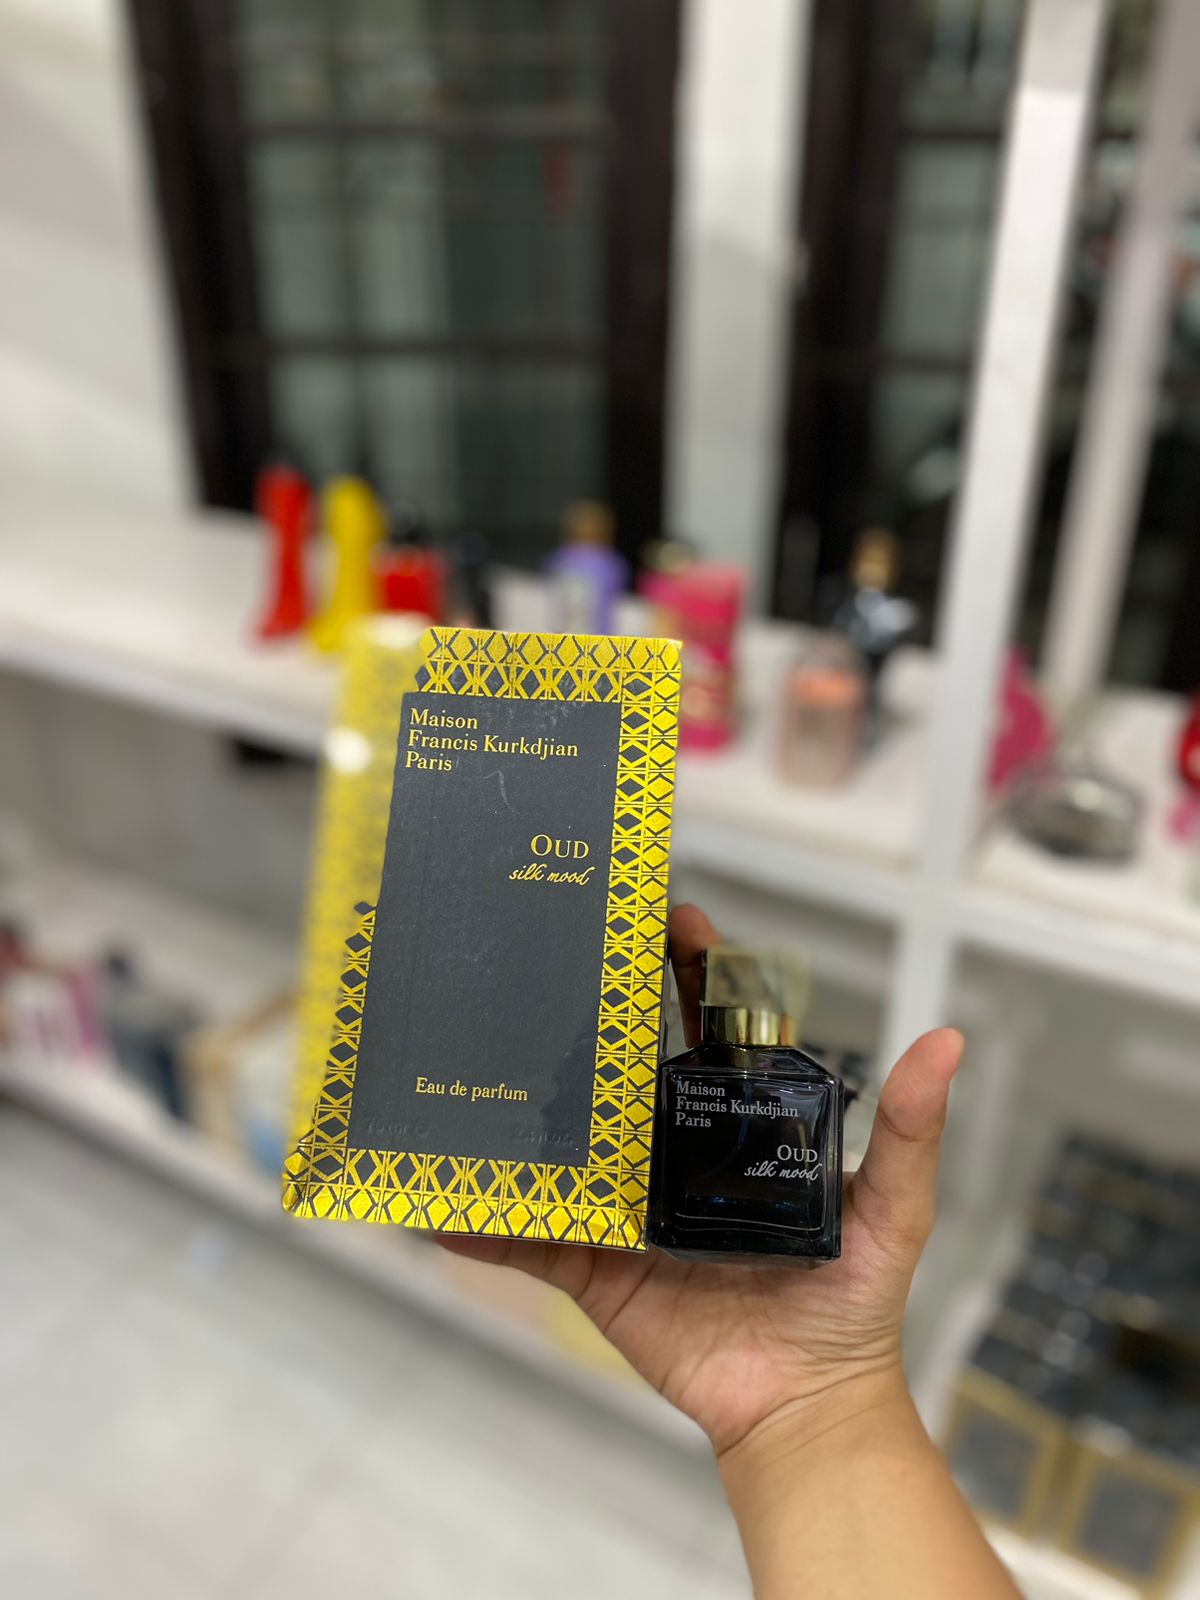 Maison
Francis Kurkdjian
Paris
OUD
silk mood
Eau de parfum
Maison
Francis Kurkdjian
Paris
OUD
silk mood